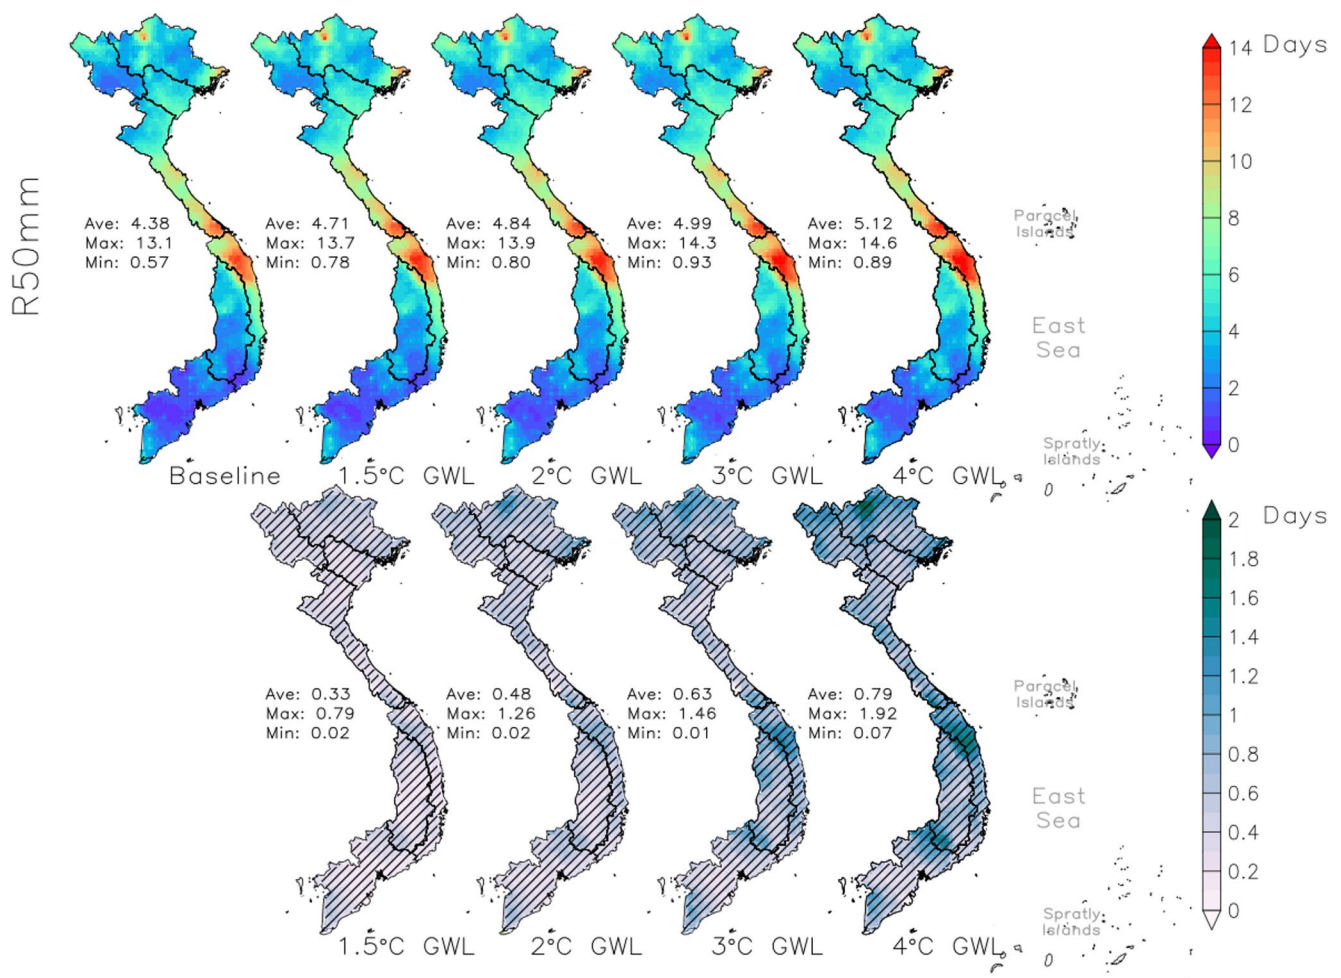 R50mm
Ave: 4.38
Max: 13.1
Min: 0.57
Ave: 4.71
Max: 13.7
Min: 0.78
Ave: 4.84
Max: 13.9
Min: 0.80
Ave: 4.99
Max: 14.3
Min: 0.93
Ave: 5.12
Max: 14.6
Min: 0.89
Paracel
Islands
East
Sea
Spratly
Islands
14 Days
12
10
8
6
4
2
0
Baseline
1.5°C GWL
2°C GWL
3°C GWL
4°C GWL
Ave: 0.33
Max: 0.79
Min: 0.02
Ave: 0.48
Max: 1.26
Min: 0.02
Ave: 0.63
Max: 1.46
Min: 0.01
Ave: 0.79
Max: 1.92
Min: 0.07
Paracel
Islands
East
Sea
Spratly
Islands
2 Days
1.8
1.6
1.4
1.2
1
0.8
0.6
0.4
0.2
0
1.5°C GWL
2°C GWL
3°C GWL
4°C GWL